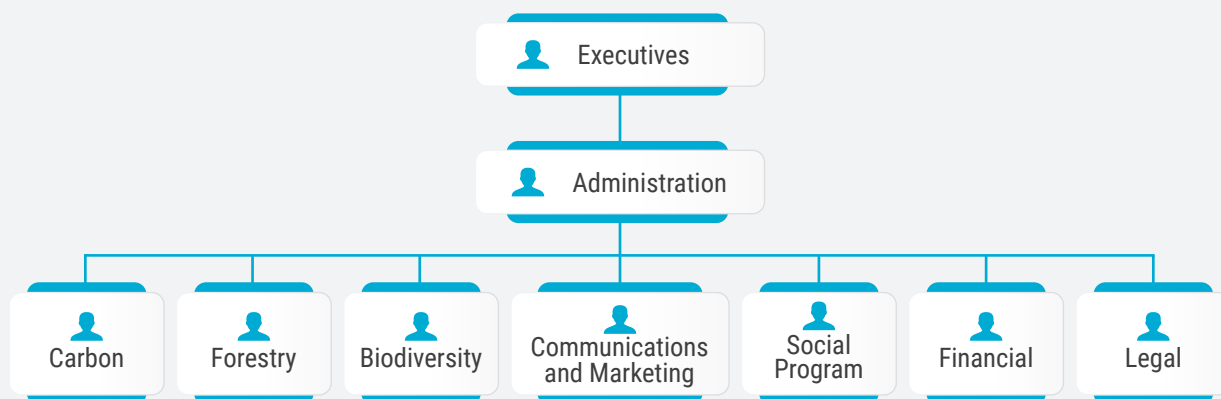 Executives
Administration
Carbon
Forestry
Biodiversity
Communications
and Marketing
Social
Program
Financial
Legal